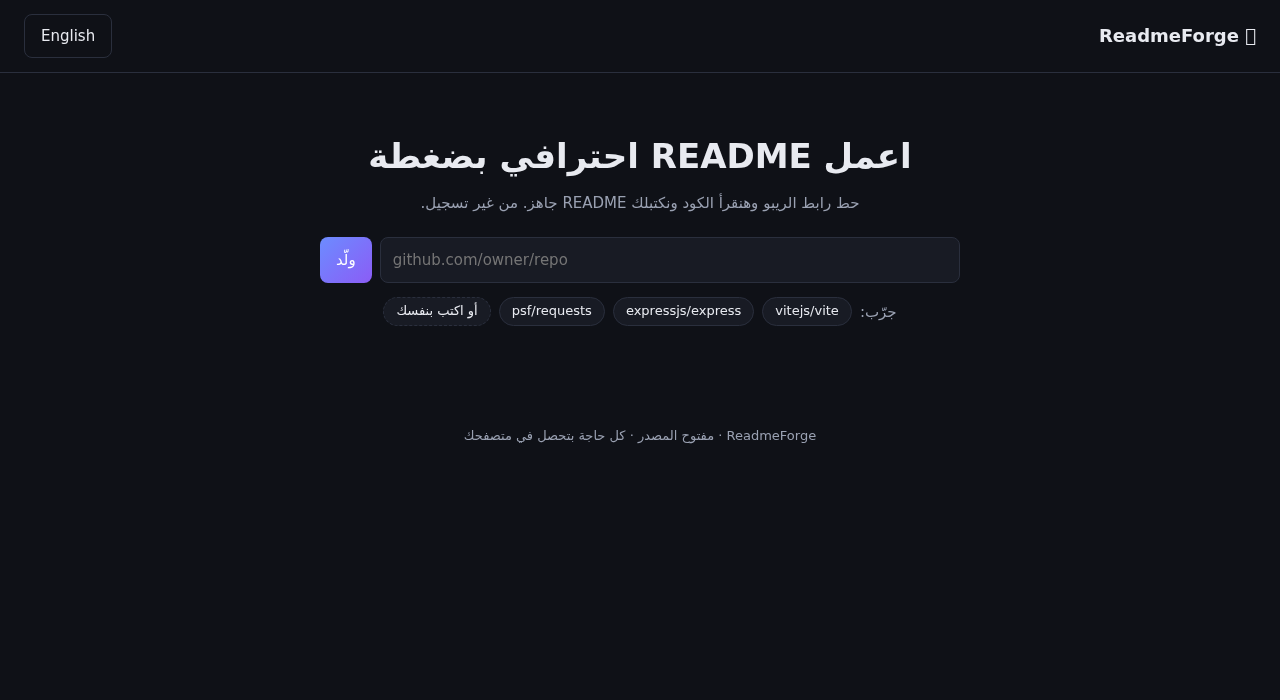 ReadmeForge
English
اعمل README احترافي بضغطة
حط رابط الريبو وهنقرأ الكود ونكتبلك README جاهز. من غير تسجيل.
github.com/owner/repo
ولّد
جرّب:
vitejs/vite
expressjs/express
psf/requests
أو اكتب بنفسك
ReadmeForge · مفتوح المصدر · كل حاجة بتحصل في متصفحك